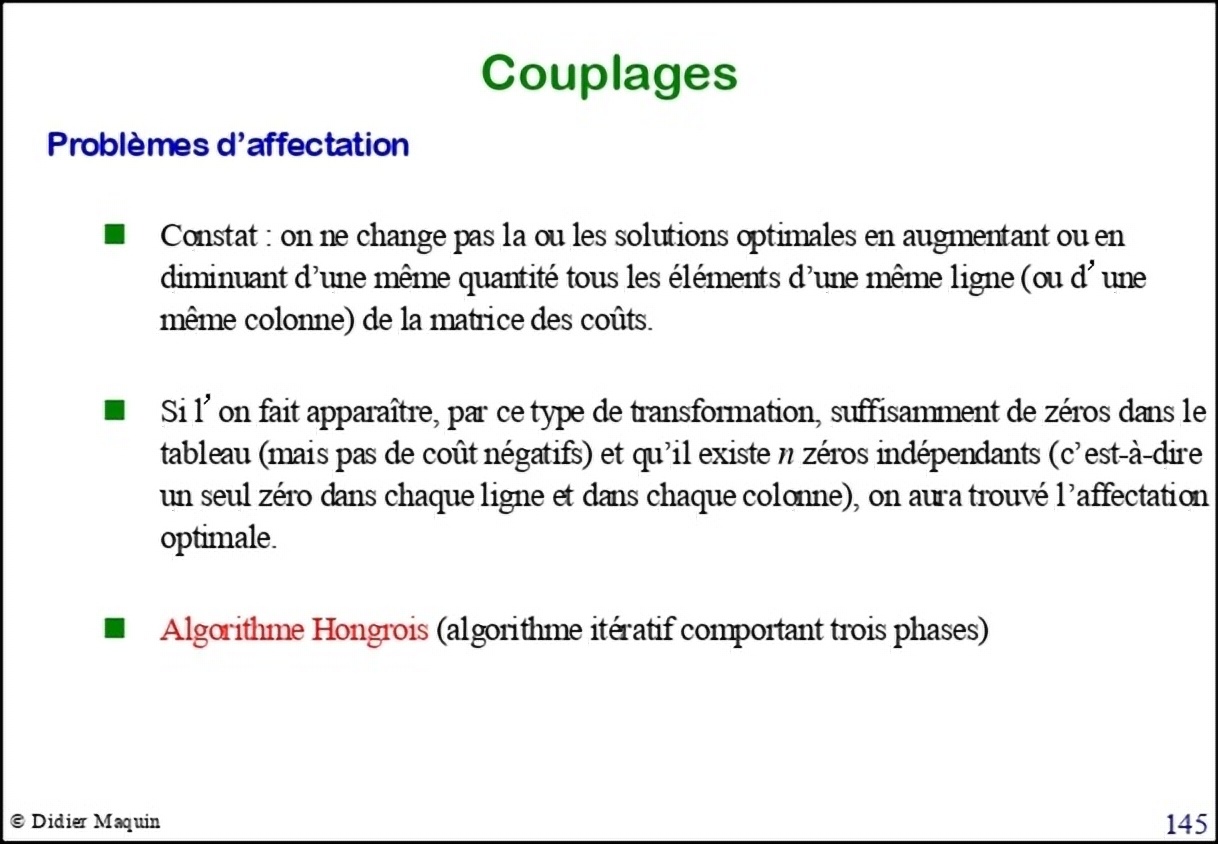 Couplages
Problèmes d’affectation
Constat : on ne change pas la ou les solutions optimales en augmentant ou en
diminuant d’une même quantité tous les éléments d’une même ligne (ou d’ une
même colonne) de la matrice des coûts.
Si l’ on fait apparaître, par ce type de transformation, suffisamment de zéros dans le
tableau (mais pas de coût négatifs) et qu’il existe n zéros indépendants (c’est-à-dire
un seul zéro dans chaque ligne et dans chaque colonne), on aura trouvé l’affectation
optimale.
Algorithme Hongrois (algorithme itératif comportant trois phases)
© Didier Maquin
145